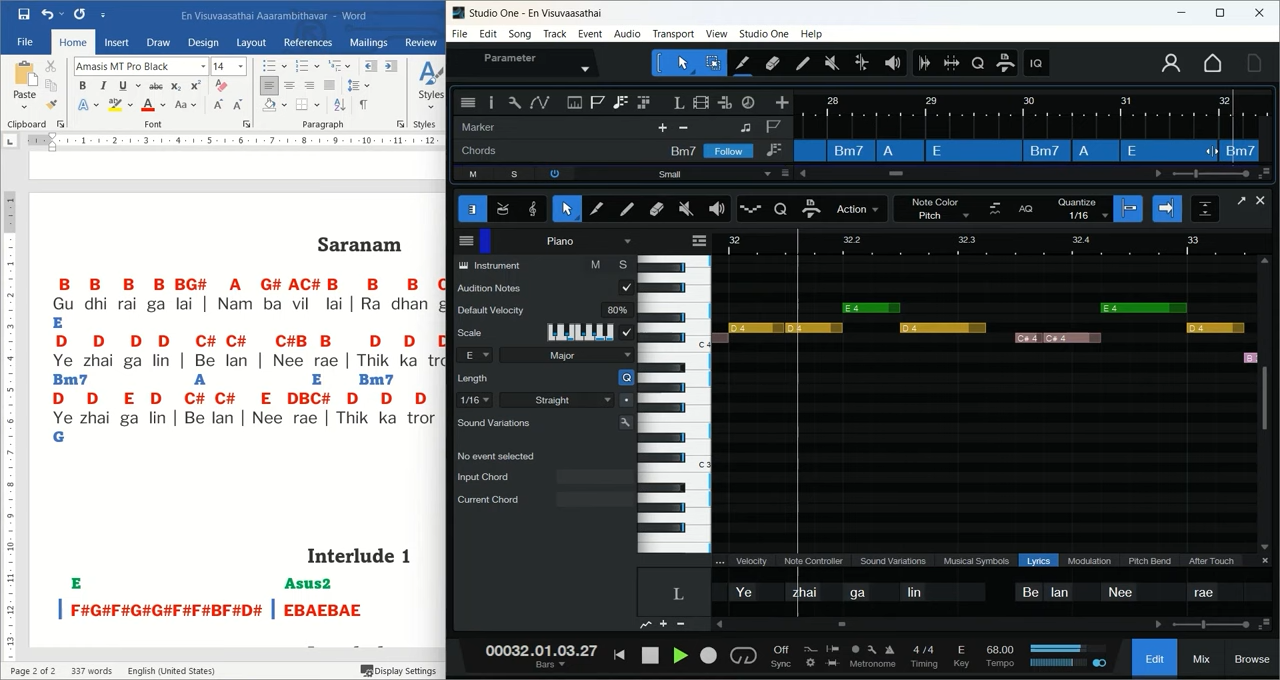 En Visuvaasathai Aaarambithavar - Word
File Home Insert Draw Design Layout References Mailings Review
Amasis MT Pro Black 14
Paste
Styles
Clipboard Font Paragraph Styles
Saranam
B B B B BG# A G# AC# B B B C
Gu dhi rai ga lai | Nam ba vil lai | Ra dhan g
E
D D D D C# C# C#B B D D D
Ye zhai ga lin | Be lan | Nee rae | Thik ka tro
Bm7 A E Bm7
D D E D C# C# E DBC# D D D
Ye zhai ga lin | Be lan | Nee rae | Thik ka tror
G
Interlude 1
E Asus2
| F#G#F#G#G#F#F#BF#D# | EBAEBAE
Page 2 of 2 337 words English (United States) Display Settings
Studio One - En Visuvaasathai
File Edit Song Track Event Audio Transport View Studio One Help
Parameter
IQ
28 29 30 31 32
Marker
Chords Bm7 Follow Bm7 A E Bm7 A E Bm7
M S Small
Action Note Color Pitch AQ Quantize 1/16
Piano 32 32.2 32.3 32.4 33
Instrument M S
Audition Notes
Default Velocity 80%
Scale
E Major
Length
1/16 Straight
Sound Variations
No event selected
Input Chord
Current Chord
C 4
C 3
E 4 E 4
D 4 D 4 D 4 D 4
C# 4 C# 4
B
Velocity Note Controller Sound Variations Musical Symbols Lyrics Modulation Pitch Bend After Touch
L Ye zhai ga lin Be lan Nee rae
00032.01.03.27 Off 4 / 4 E 68.00
Bars Sync Metronome Timing Key Tempo
Edit Mix Browse